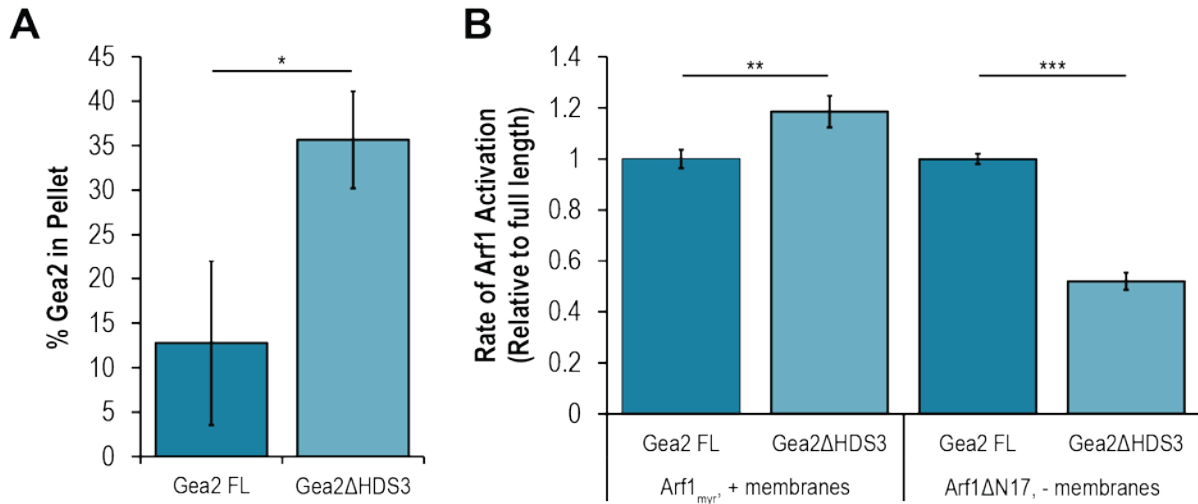 A
% Gea2 in Pellet
45
40
35
30
25
20
15
10
5
0
*
Gea2 FL
Gea2ΔHDS3
B
Rate of Arf1 Activation
(Relative to full length)
1.4
1.2
1
0.8
0.6
0.4
0.2
0
**
***
Gea2 FL
Gea2ΔHDS3
Gea2 FL
Gea2ΔHDS3
Arf1myr, + membranes
Arf1ΔN17, - membranes